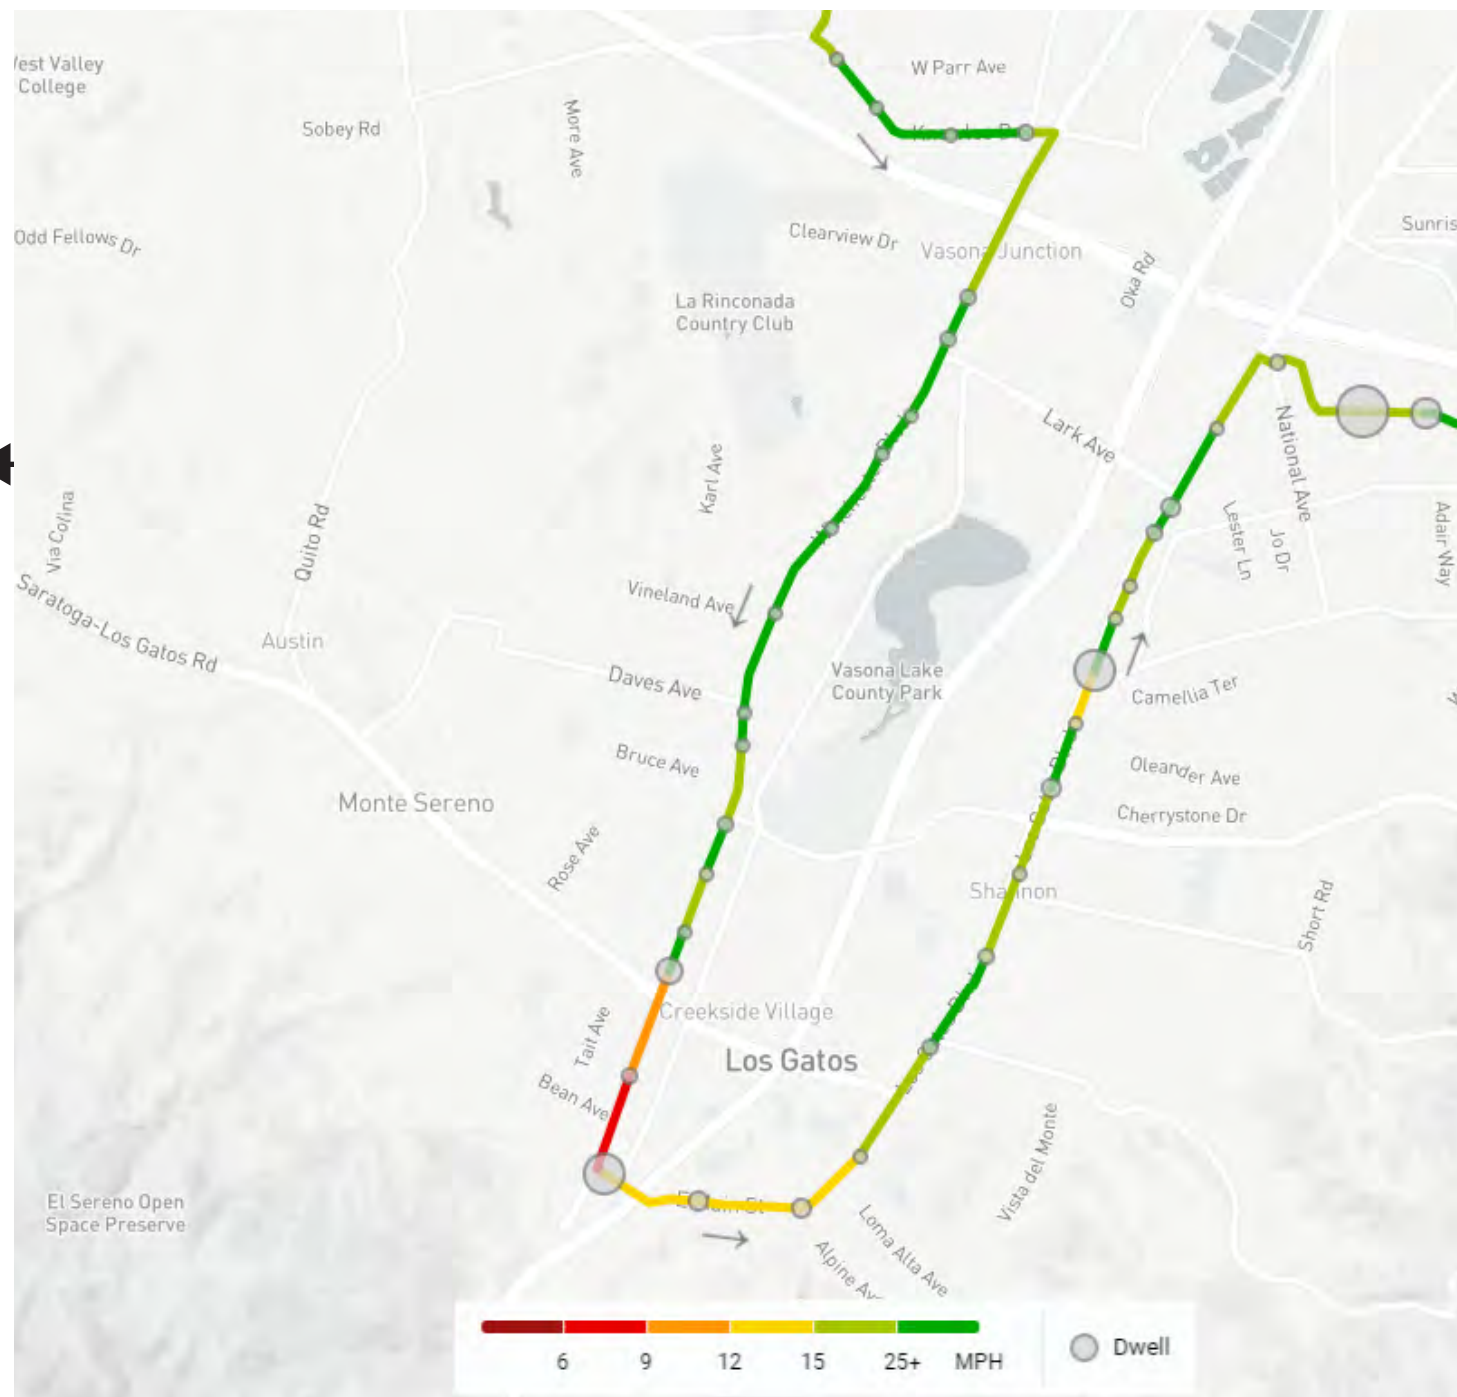 West Valley
College
W Parr Ave
Sobey Rd
More Ave
Odd Fellows Dr
Clearview Dr
Vasona Junction
Sunris
Oka Rd
La Rinconada
Country Club
Lark Ave
National Ave
Karl Ave
Via Colina
Quito Rd
Lester Ln
Jo Dr
Adair Way
Saratoga-Los Gatos Rd
Vineland Ave
Austin
Daves Ave
Vasona Lake
County Park
Camellia Ter
Bruce Ave
Oleander Ave
Monte Sereno
Cherrystone Dr
Rose Ave
Shannon
Short Rd
Creekside Village
Tait Ave
Los Gatos
Bean Ave
Vista del Monte
El Sereno Open
Space Preserve
Loma Alta Ave
Alpine Av
6 9 12 15 25+ MPH
Dwell